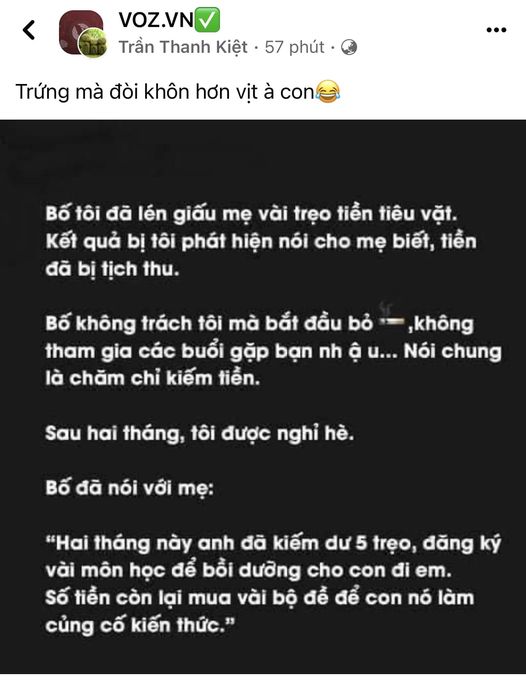 VOZ.VN✅
Trần Thanh Kiệt · 57 phút ·
Trứng mà đòi khôn hơn vịt à con😂
Bố tôi đã lén giấu mẹ vài trẹo tiền tiêu vặt.
Kết quả bị tôi phát hiện nói cho mẹ biết, tiền
đã bị tịch thu.
Bố không trách tôi mà bắt đầu bỏ 🚬,không
tham gia các buổi gặp bạn nh ậ u... Nói chung
là chăm chỉ kiếm tiền.
Sau hai tháng, tôi được nghỉ hè.
Bố đã nói với mẹ:
“Hai tháng này anh đã kiếm dư 5 trẹo, đăng ký
vài môn học để bồi dưỡng cho con đi em.
Số tiền còn lại mua vài bộ đề để con nó làm
củng cố kiến thức.”